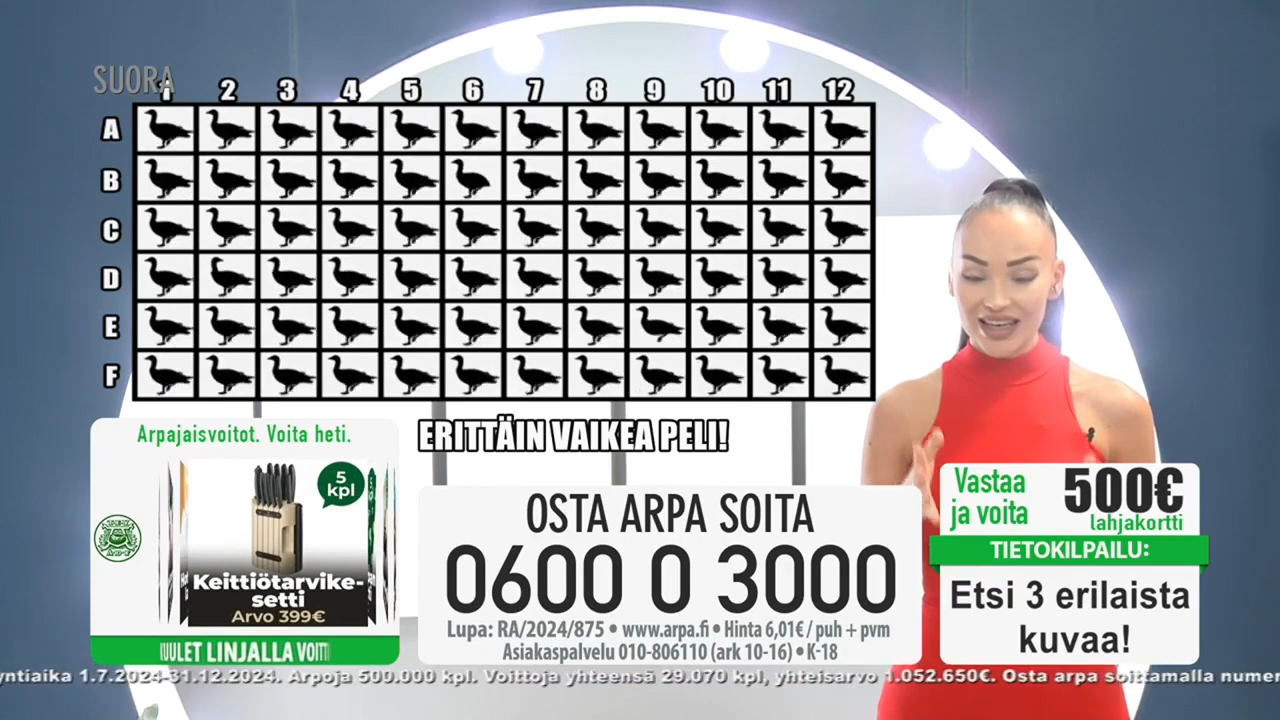 SUORA
1 2 3 4 5 6 7 8 9 10 11 12
A
B
C
D
E
F
ERITTÄIN VAIKEA PELI!
Arpajaisvoitot. Voita heti.
5
kpl
Keittiötarvike-
setti
Arvo 399€
UULET LINJALLA VOIT
OSTA ARPA SOITA
0600 0 3000
Lupa: RA/2024/875 • www.arpa.fi • Hinta 6,01€ / puh + pvm
Asiakaspalvelu 010-806110 (ark 10-16) • K-18
Vastaa
ja voita
500€
lahjakortti
TIETOKILPAILU:
Etsi 3 erilaista
kuvaa!
yntiaika 1.7.2024-31.12.2024. Arpoja 500.000 kpl. Voittoja yhteensä 29.070 kpl, yhteisarvo 1.052.650€. Osta arpa soittamalla numer